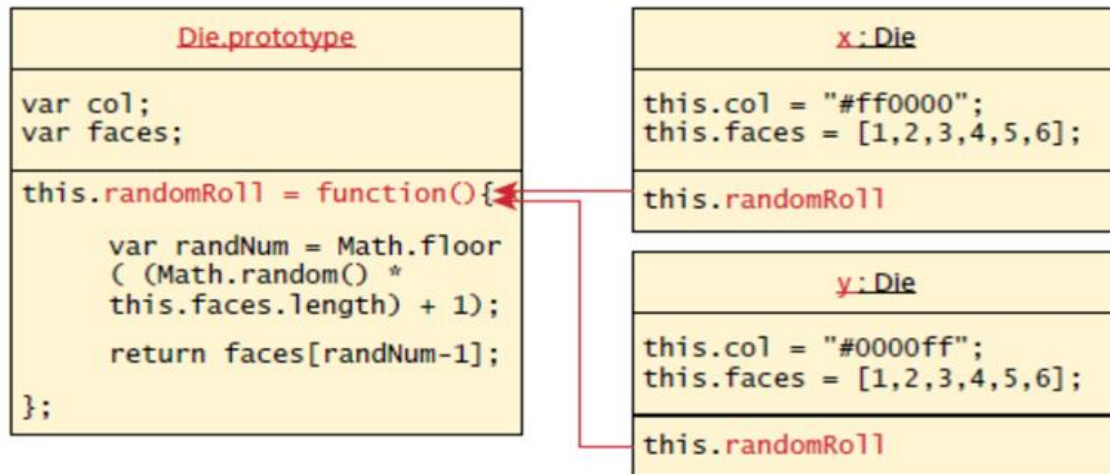 Die.prototype
var col;
var faces;
this.randomRoll = function(){
var randNum = Math.floor
( (Math.random() *
this.faces.length) + 1);
return faces[randNum-1];
};
x : Die
this.col = "#ff0000";
this.faces = [1,2,3,4,5,6];
this.randomRoll
y : Die
this.col = "#0000ff";
this.faces = [1,2,3,4,5,6];
this.randomRoll